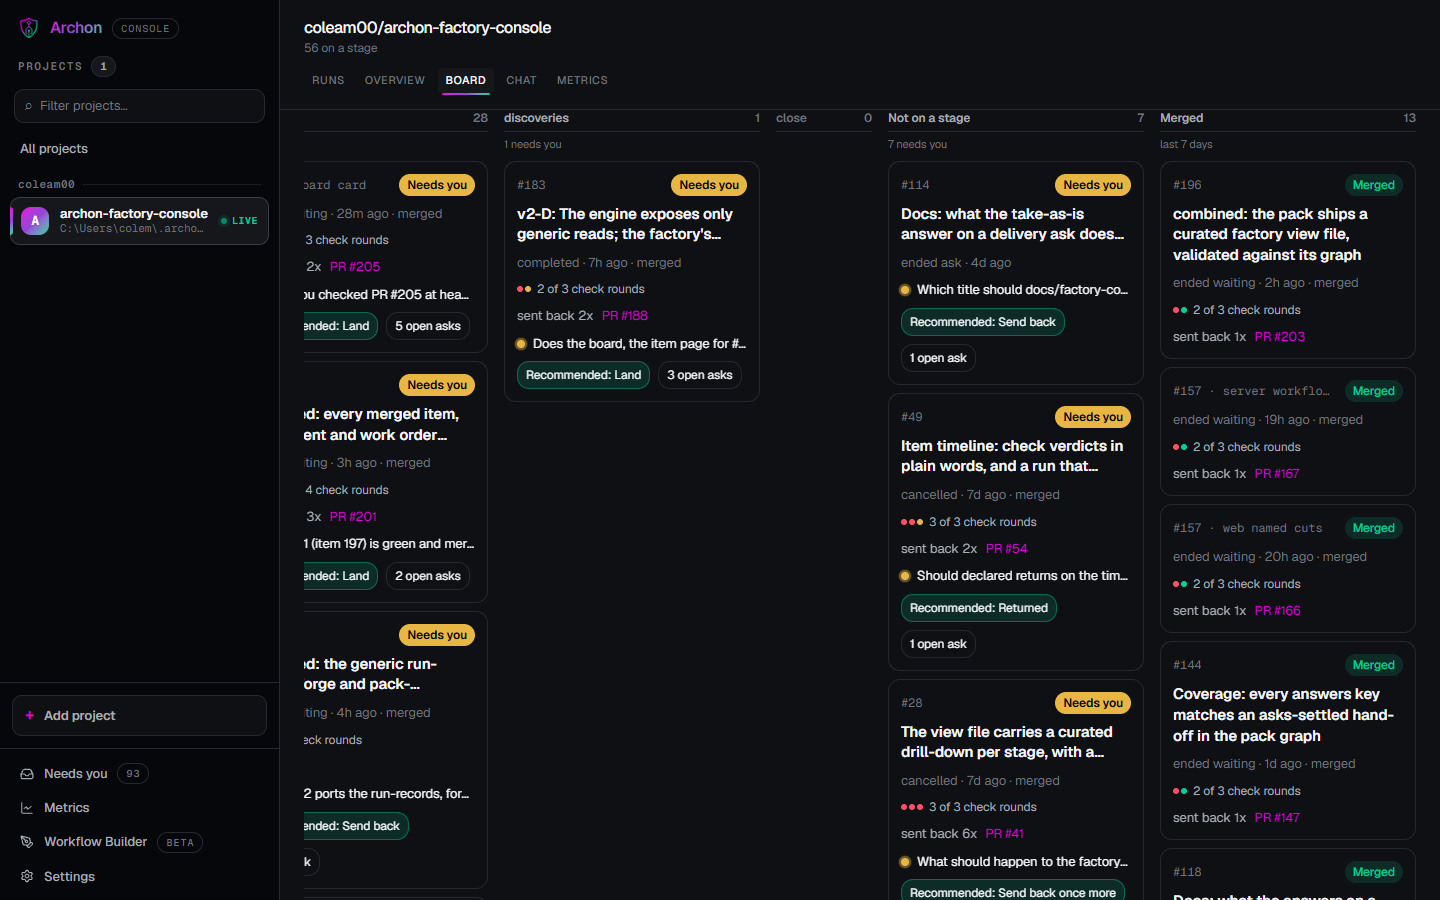 Archon
CONSOLE
PROJECTS 1
Filter projects...
All projects
coleam00
A
archon-factory-console
C:\Users\colem\.archo…
LIVE
Add project
Needs you 93
Metrics
Workflow Builder BETA
Settings
coleam00/archon-factory-console
56 on a stage
RUNS
OVERVIEW
BOARD
CHAT
METRICS
28
card
Needs you
28m ago · merged
3 check rounds
2x PR #205
you checked PR #205 at hea…
Land
5 open asks
Needs you
every merged item,
and work order…
3h ago · merged
4 check rounds
3x PR #201
(item 197) is green and mer…
Land
2 open asks
Needs you
the generic run-
and pack-…
4h ago · merged
rounds
ports the run-records, for…
Send back
discoveries 1
1 needs you
#183
Needs you
v2-D: The engine exposes only
generic reads; the factory's…
completed · 7h ago · merged
2 of 3 check rounds
sent back 2x PR #188
Does the board, the item page for #…
Recommended: Land
3 open asks
close 0
Not on a stage 7
7 needs you
#114
Needs you
Docs: what the take-as-is
answer on a delivery ask does…
ended ask · 4d ago
Which title should docs/factory-co…
Recommended: Send back
1 open ask
#49
Needs you
Item timeline: check verdicts in
plain words, and a run that…
cancelled · 7d ago · merged
3 of 3 check rounds
sent back 2x PR #54
Should declared returns on the tim…
Recommended: Returned
1 open ask
#28
Needs you
The view file carries a curated
drill-down per stage, with a…
cancelled · 7d ago · merged
3 of 3 check rounds
sent back 6x PR #41
What should happen to the factory…
Recommended: Send back once more
Merged 13
last 7 days
#196
Merged
combined: the pack ships a
curated factory view file,
validated against its graph
ended waiting · 2h ago · merged
2 of 3 check rounds
sent back 1x PR #203
#157 · server workflo…
Merged
ended waiting · 19h ago · merged
2 of 3 check rounds
sent back 1x PR #167
#157 · web named cuts
Merged
ended waiting · 20h ago · merged
2 of 3 check rounds
sent back 1x PR #166
#144
Merged
Coverage: every answers key
matches an asks-settled hand-
off in the pack graph
ended waiting · 1d ago · merged
2 of 3 check rounds
sent back 1x PR #147
#118
Merged
Docs: what the answers on a